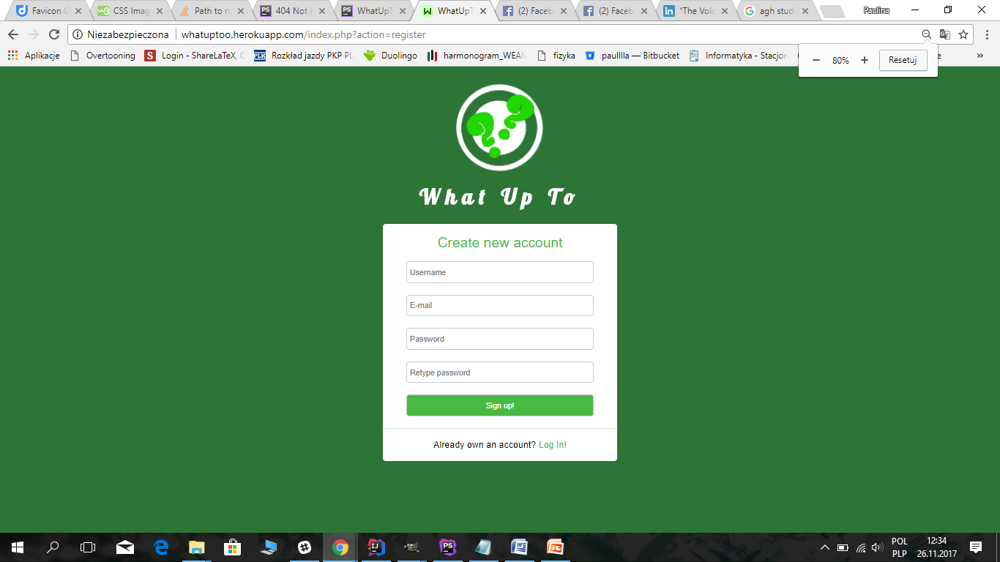 Favicon G
CSS Imag
Path to ro
404 Not F
WhatUpT
WhatUpT
(2) Faceb
(2) Faceb
"The Volc
agh stude
Paulina
Niezabezpieczona
whatuptoo.herokuapp.com/index.php?action=register
Aplikacje
Overtooning
Login - ShareLaTeX, C
Rozkład jazdy PKP PL
Duolingo
harmonogram_WEAI
fizyka
paulllla — Bitbucket
Informatyka - Stacjon
80%
Resetuj
What Up To
Create new account
Username
E-mail
Password
Retype password
Sign up!
Already own an account? Log In!
POL
12:34
PLP
26.11.2017